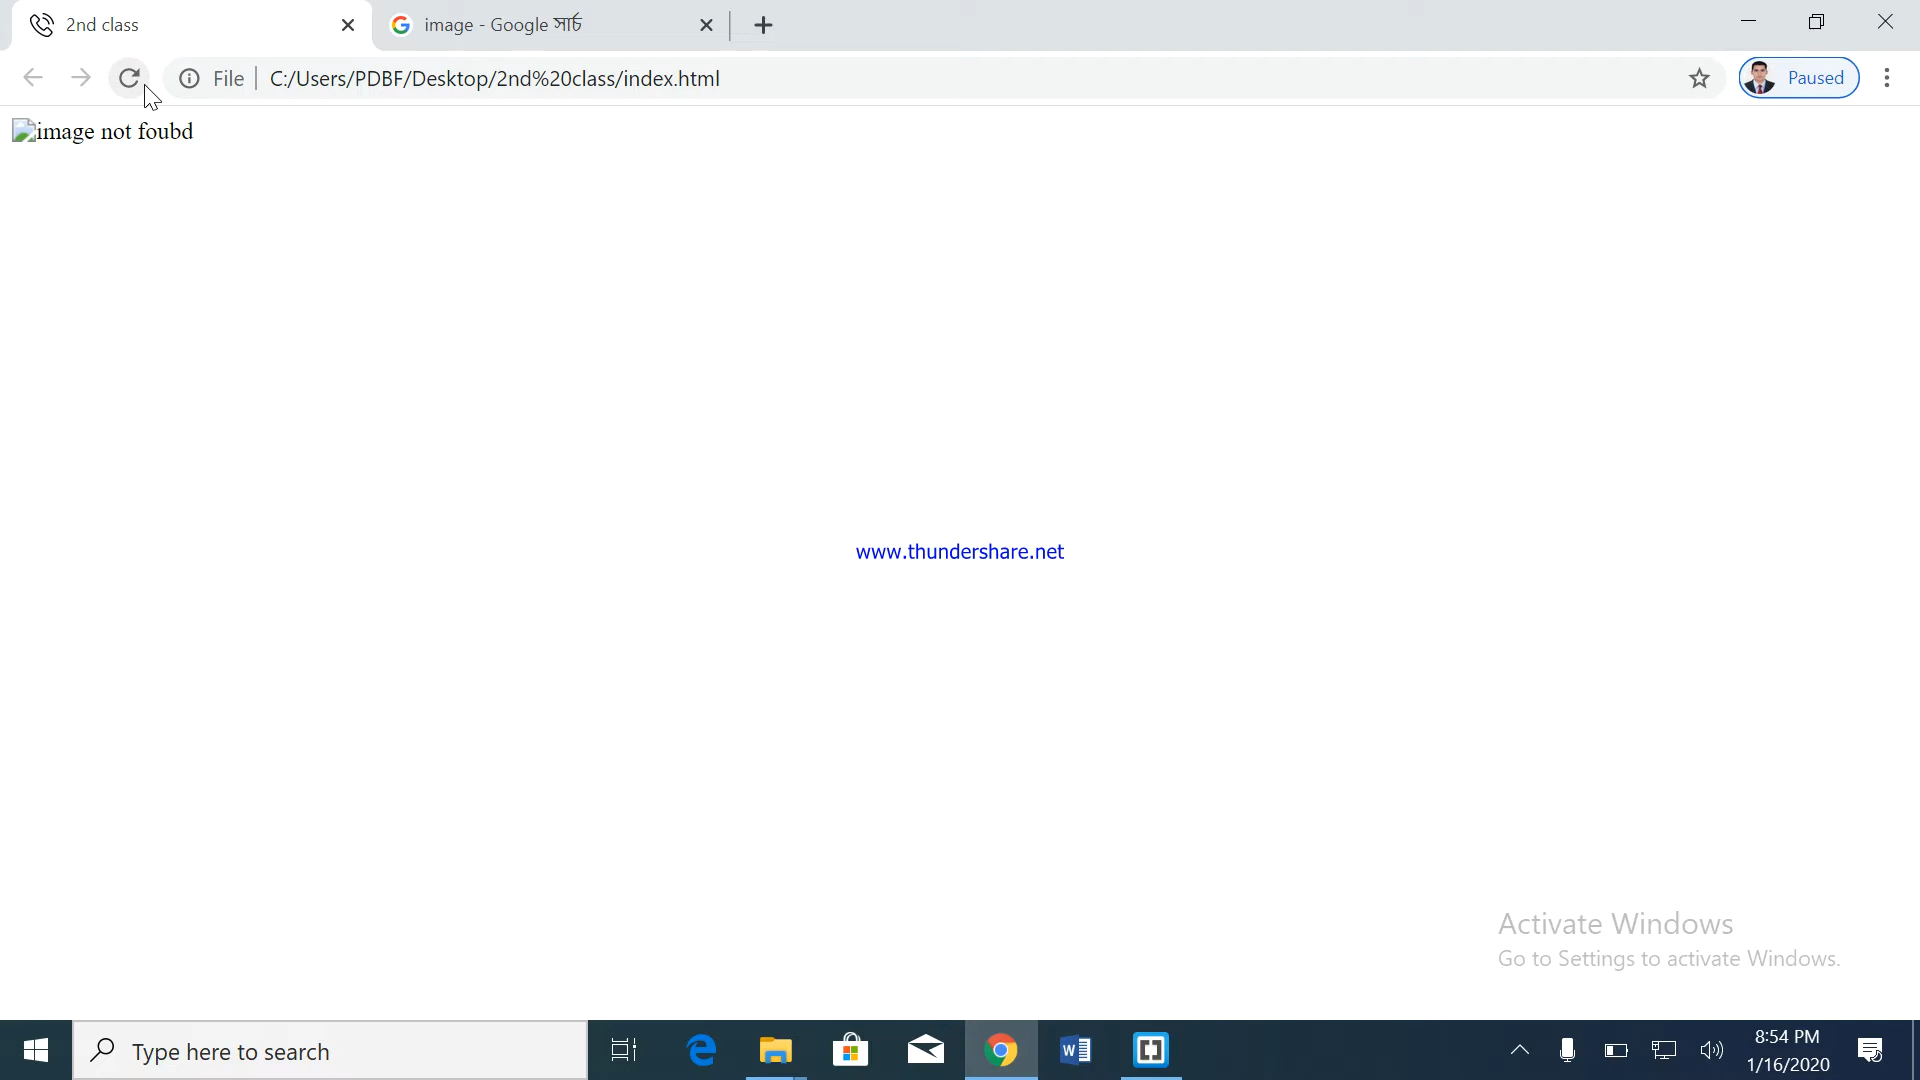 2nd class
image - Google সার্চ
File
C:/Users/PDBF/Desktop/2nd%20class/index.html
Paused
image not foubd
www.thundershare.net
Activate Windows
Go to Settings to activate Windows.
Type here to search
8:54 PM
1/16/2020